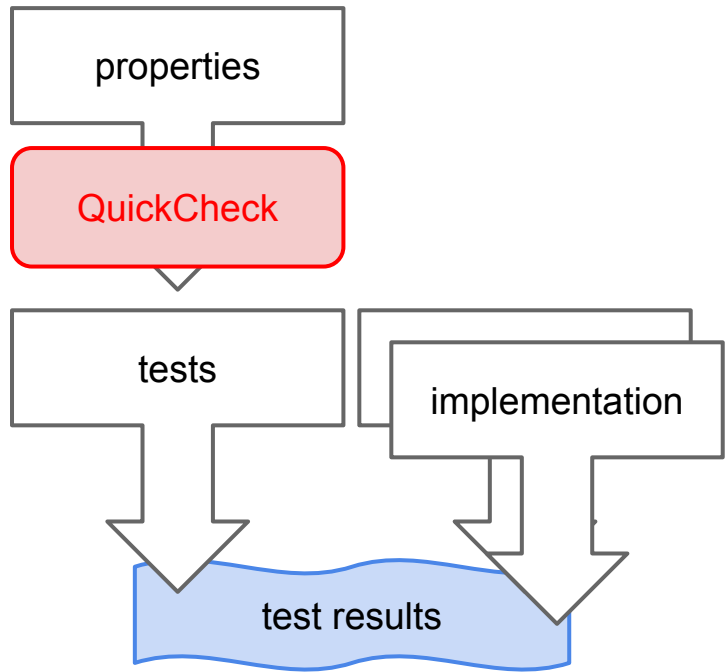 properties
QuickCheck
tests
implementation
test results